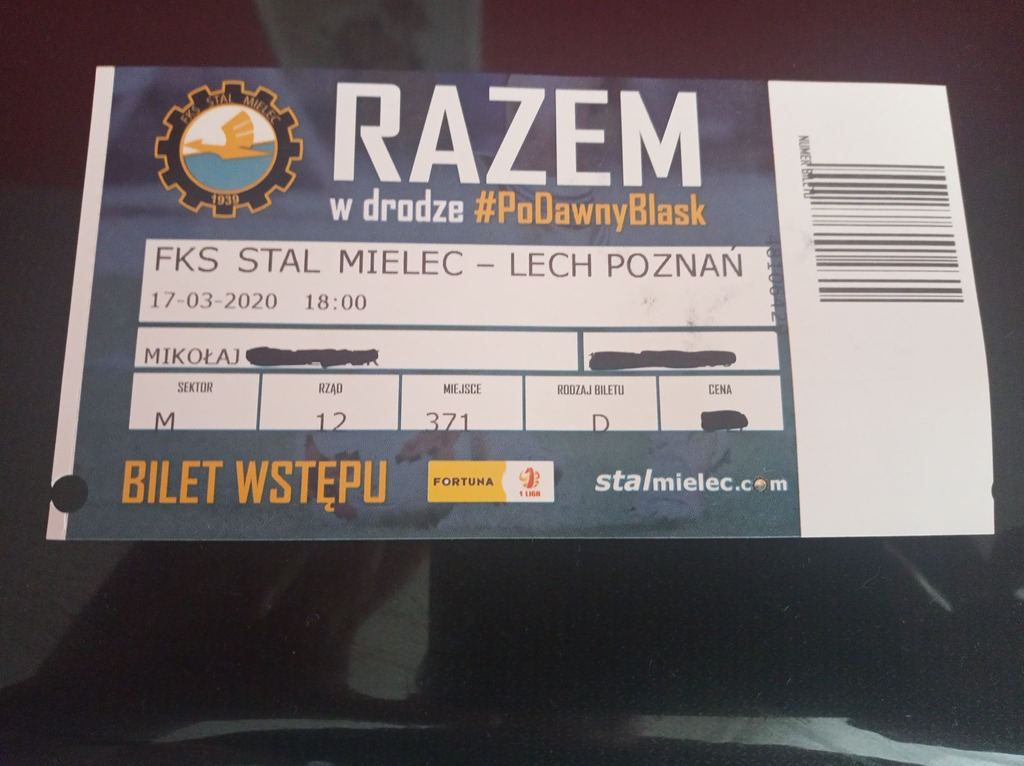 FKS STAL MIELEC
1939
RAZEM
w drodze #PoDawnyBlask
FKS STAL MIELEC – LECH POZNAŃ
17-03-2020 18:00
MIKOŁAJ
SEKTOR RZĄD MIEJSCE RODZAJ BILETU CENA
M 12 371 D
BILET WSTĘPU
FORTUNA
1 LIGA
stalmielec.com
NUMER BILETU